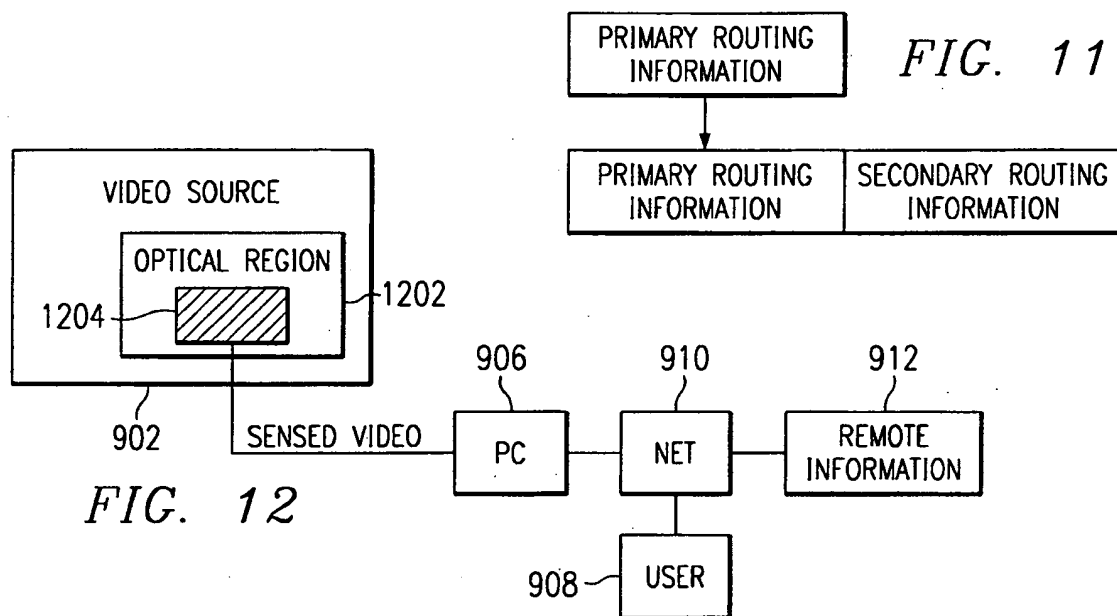 PRIMARY ROUTING
INFORMATION
FIG. 11
PRIMARY ROUTING
INFORMATION
SECONDARY ROUTING
INFORMATION
VIDEO SOURCE
OPTICAL REGION
1204
1202
902
SENSED VIDEO
906
PC
910
NET
912
REMOTE
INFORMATION
908
USER
FIG. 12